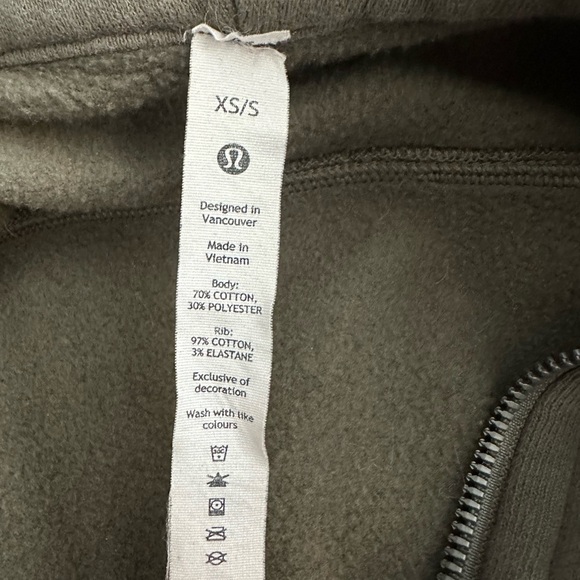 XS/S
Designed in
Vancouver
Made in
Vietnam
Body:
70% COTTON,
30% POLYESTER
Rib:
97% COTTON,
3% ELASTANE
Exclusive of
decoration
Wash with like
colours